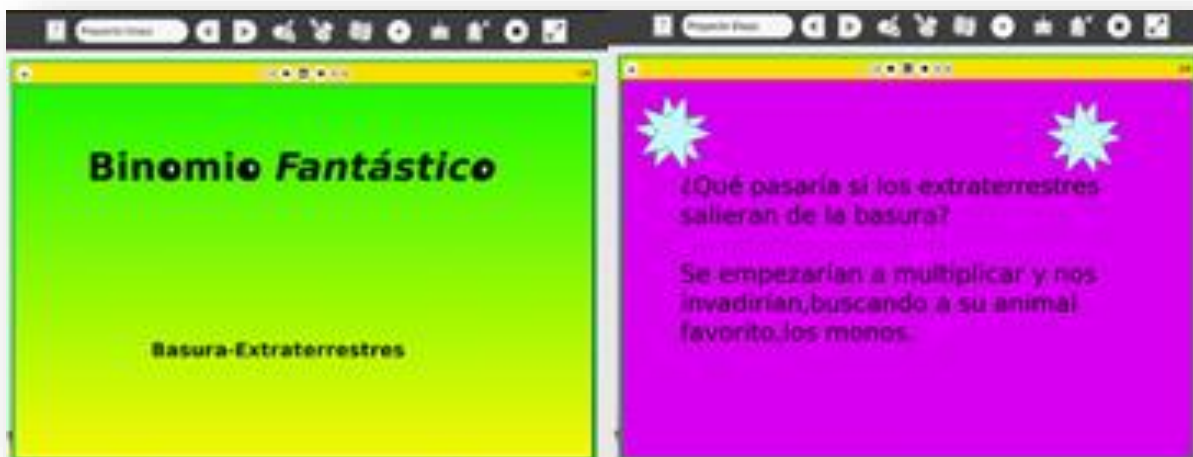 Binomio Fantástico
Basura-Extraterrestres
¿Qué pasaría si los extraterrestres
salieran de la basura?
Se empezarían a multiplicar y nos
invadirían,buscando a su animal
favorito,los monos.